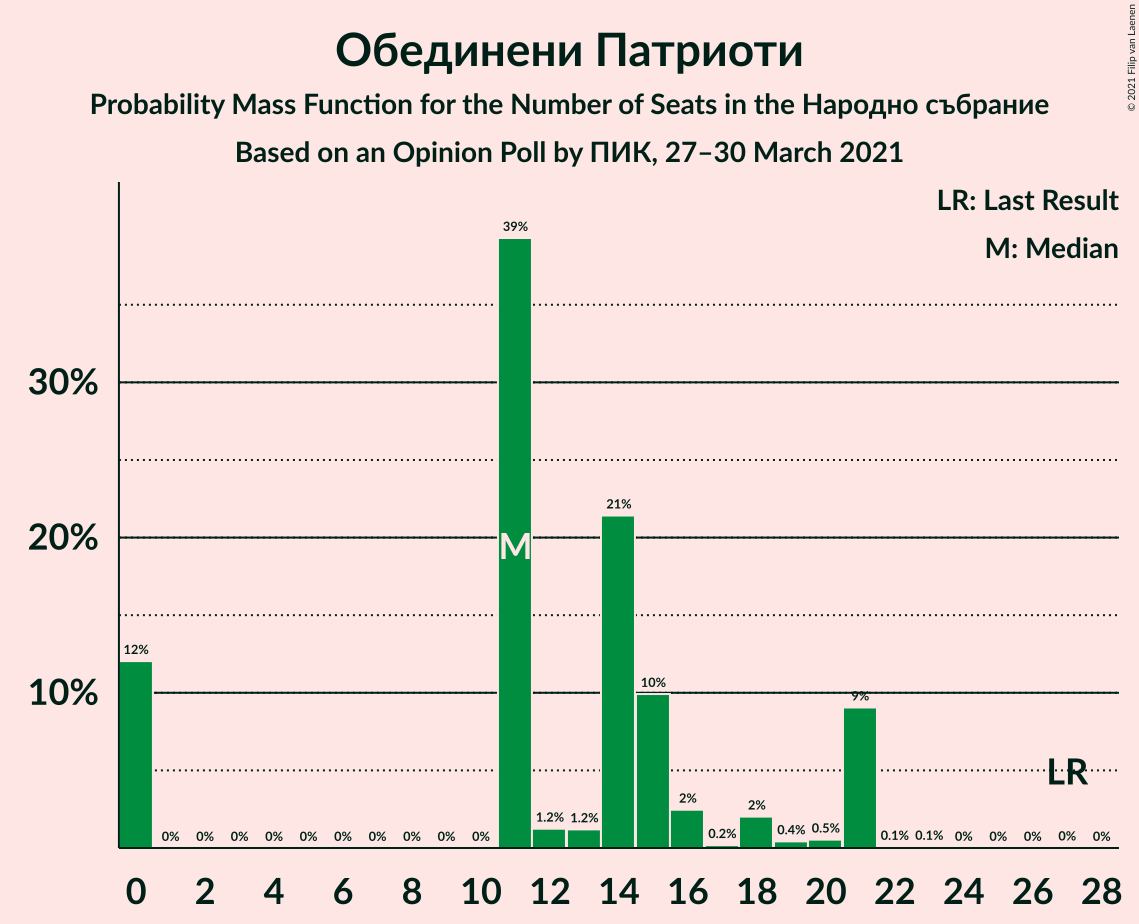 Обединени Патриоти
Probability Mass Function for the Number of Seats in the Народно събрание
Based on an Opinion Poll by ПИК, 27–30 March 2021
© 2021 Filip van Laenen
LR: Last Result
M: Median
39%
30%
21%
20%
M
12%
10%
10%
9%
LR
0% 0% 0% 0% 0% 0% 0% 0% 0% 0% 1.2% 1.2% 2% 0.2% 2% 0.4% 0.5% 0.1% 0.1% 0% 0% 0% 0% 0%
0 2 4 6 8 10 12 14 16 18 20 22 24 26 28